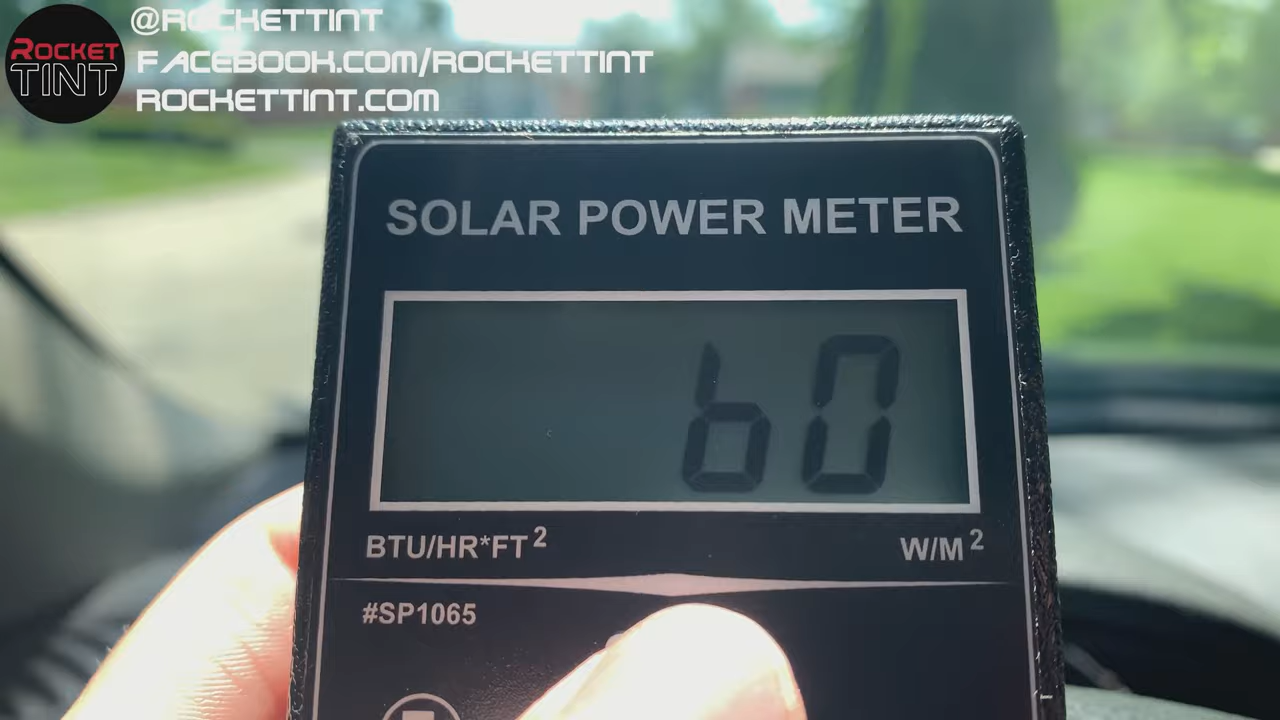 ROCKET
TINT
@ROCKETTINT
FACEBOOK.COM/ROCKETTINT
ROCKETTINT.COM
SOLAR POWER METER
60
BTU/HR*FT²
W/M²
#SP1065